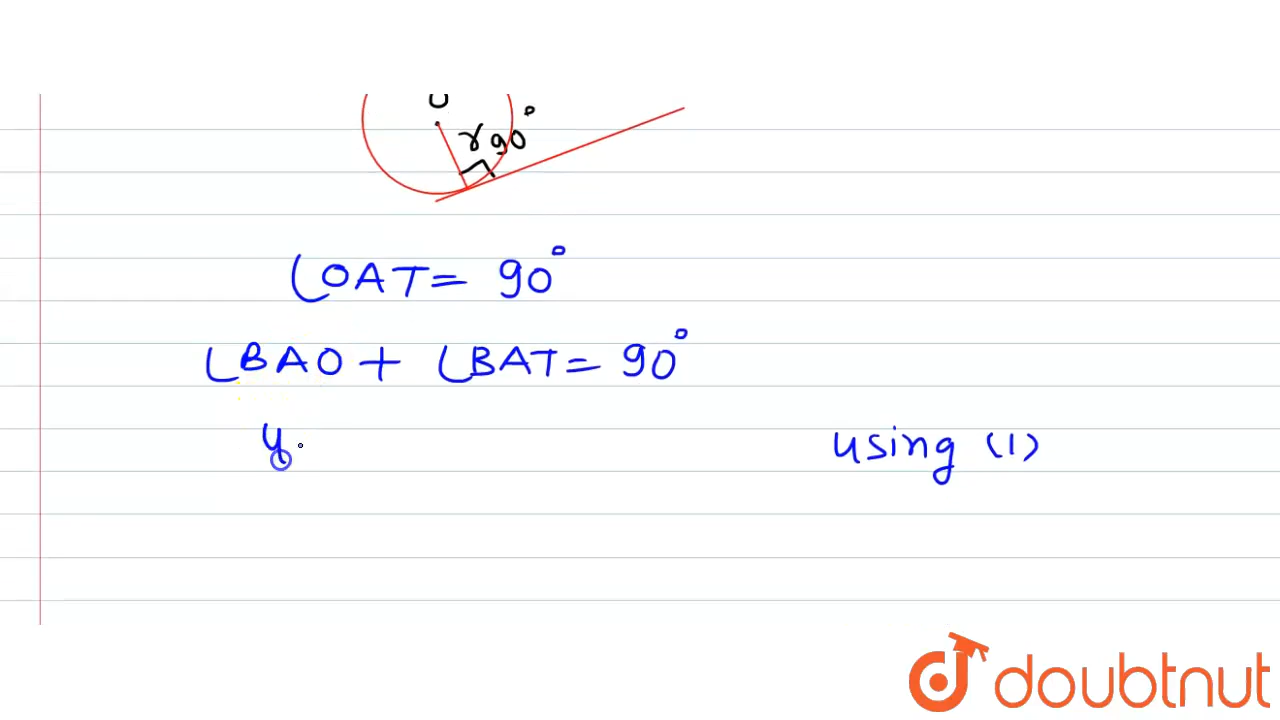 O
r 90°
∠OAT = 90°
∠BAO + ∠BAT = 90°
y using (1)
doubtnut